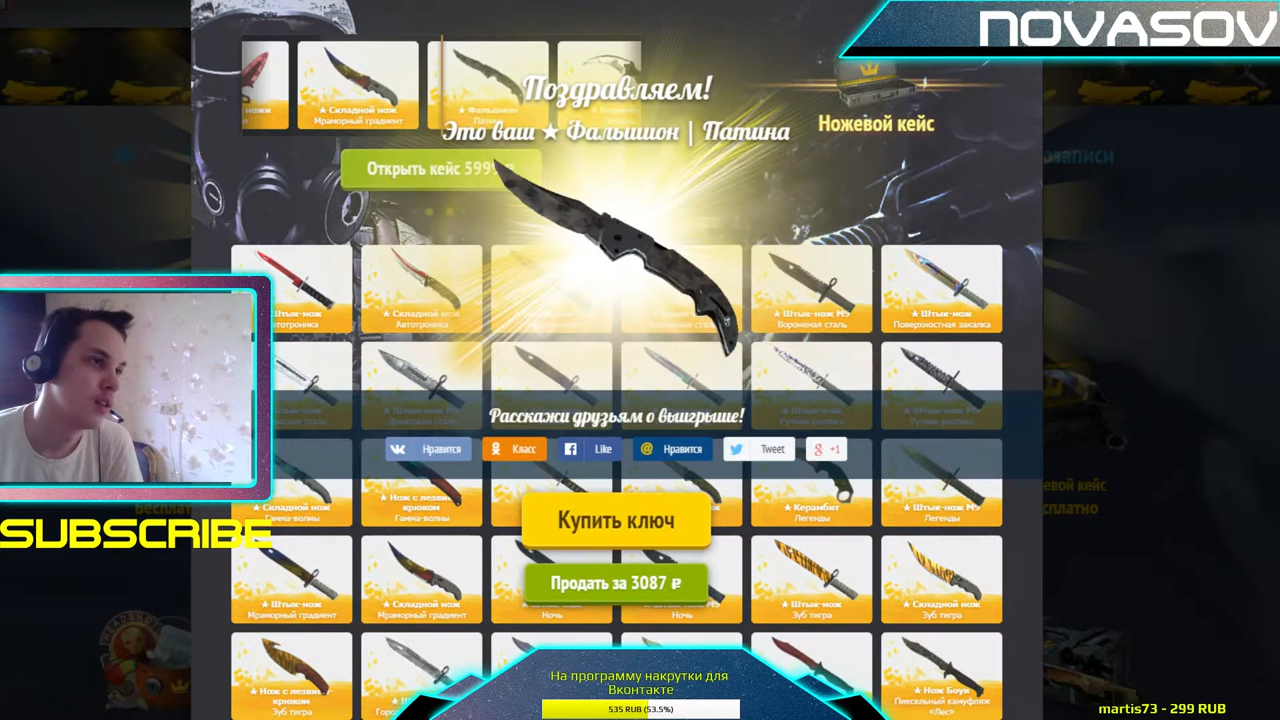 NOVASOV
★ Складной нож
Мраморный градиент
★ Фальшион
Поздравляем!
Это ваш ★ Фальшион | Патина
Ножевой кейс
Открыть кейс 5999
Автотроника
★ Складной нож
Автотроника
★ Штык-нож М9
Вороненая сталь
★ Штык-нож
Поверхностная закалка
Расскажи друзьям о выигрыше!
Нравится
Класс
Like
Нравится
Tweet
+1
★ Складной нож
Гамма-волны
★ Нож с лезвием-
крюком
Гамма-волны
★ Керамбит
Легенды
★ Штык-нож М9
Легенды
Купить ключ
SUBSCRIBE
Продать за 3087 ₽
★ Штык-нож
Мраморный градиент
★ Складной нож
Мраморный градиент
Ночь
Ночь
★ Штык-нож
Зуб тигра
★ Складной нож
Зуб тигра
★ Нож с лезвием-
крюком
Зуб тигра
★ Нож Боуи
Пиксельный камуфляж
«Лес»
На программу накрутки для
Вконтакте
535 RUB (53.5%)
martis73 - 299 RUB